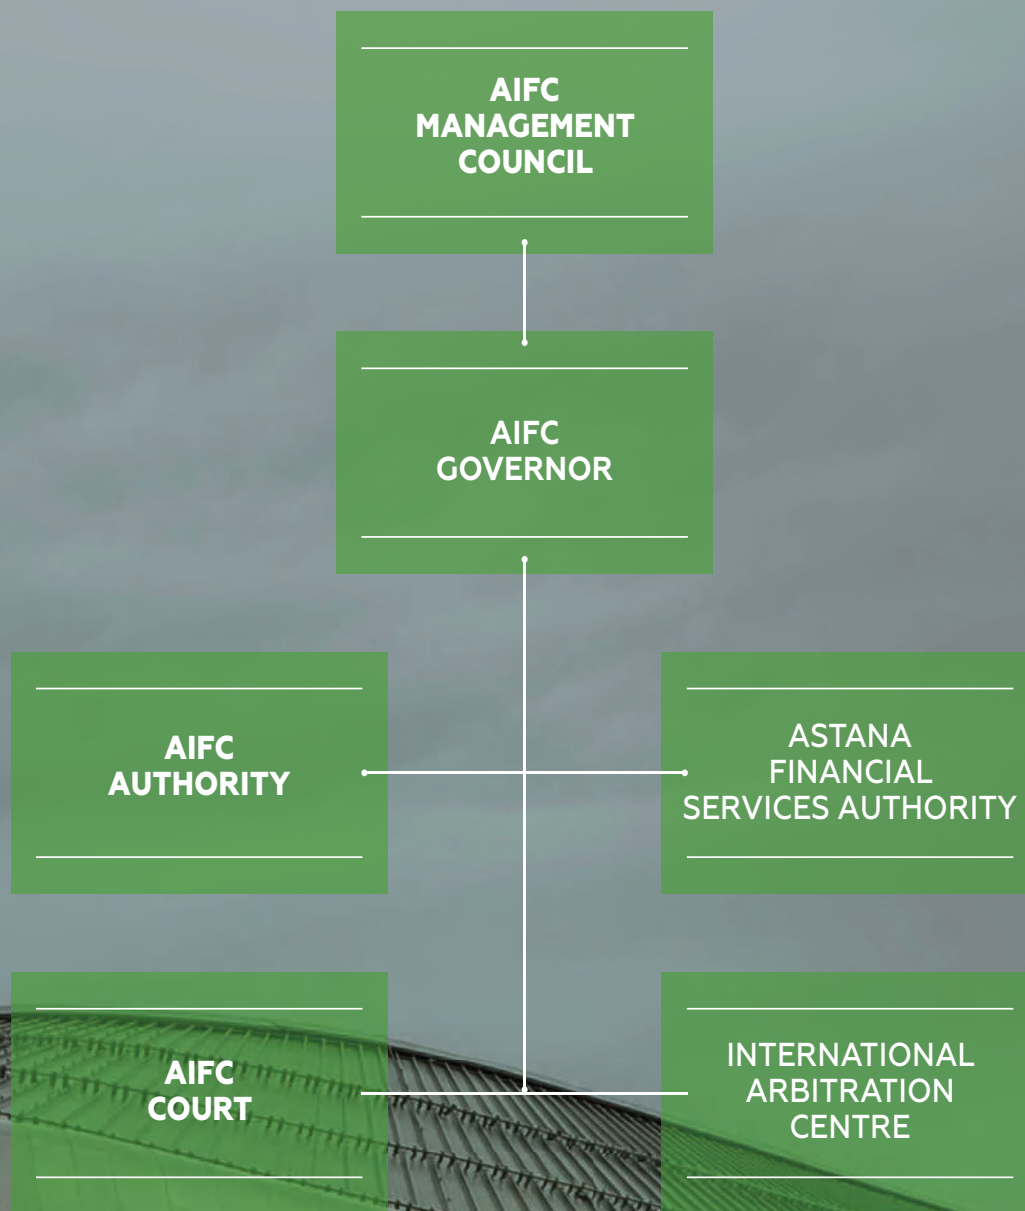 AIFC
MANAGEMENT
COUNCIL
AIFC
GOVERNOR
AIFC
AUTHORITY
ASTANA
FINANCIAL
SERVICES AUTHORITY
AIFC
COURT
INTERNATIONAL
ARBITRATION
CENTRE